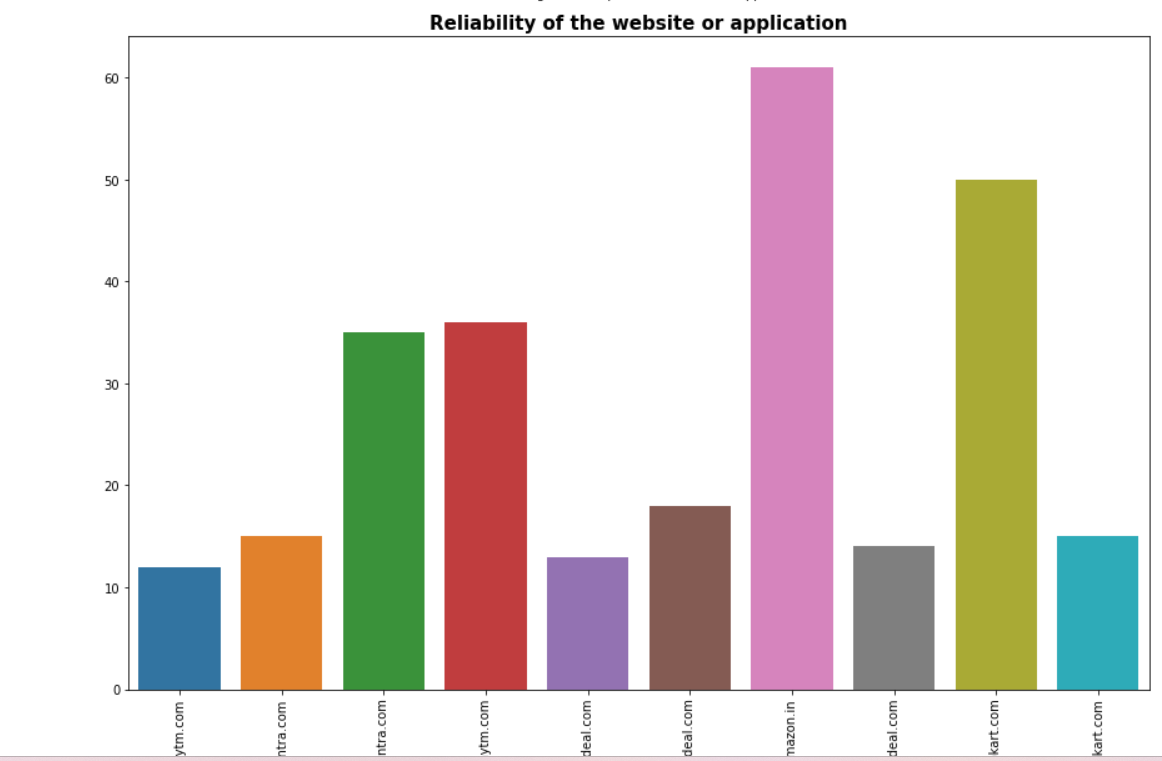 Reliability of the website or application
60
50
40
30
20
10
0
ytm.com
ntra.com
ntra.com
ytm.com
deal.com
deal.com
mazon.in
deal.com
kart.com
kart.com